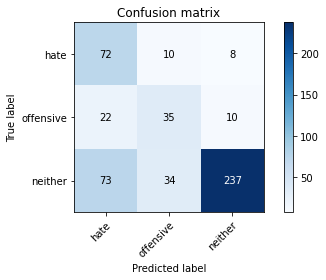 Confusion matrix
hate 72 10 8
offensive 22 35 10
neither 73 34 237
hate offensive neither
True label
Predicted label
200
150
100
50